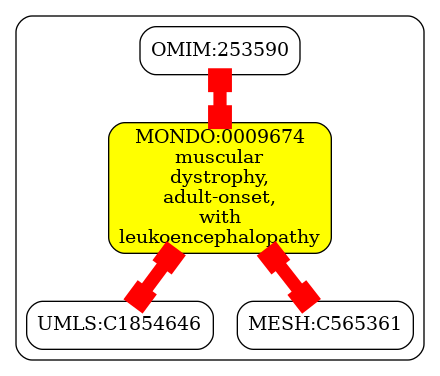 OMIM:253590
MONDO:0009674
muscular
dystrophy,
adult-onset,
with
leukoencephalopathy
UMLS:C1854646
MESH:C565361